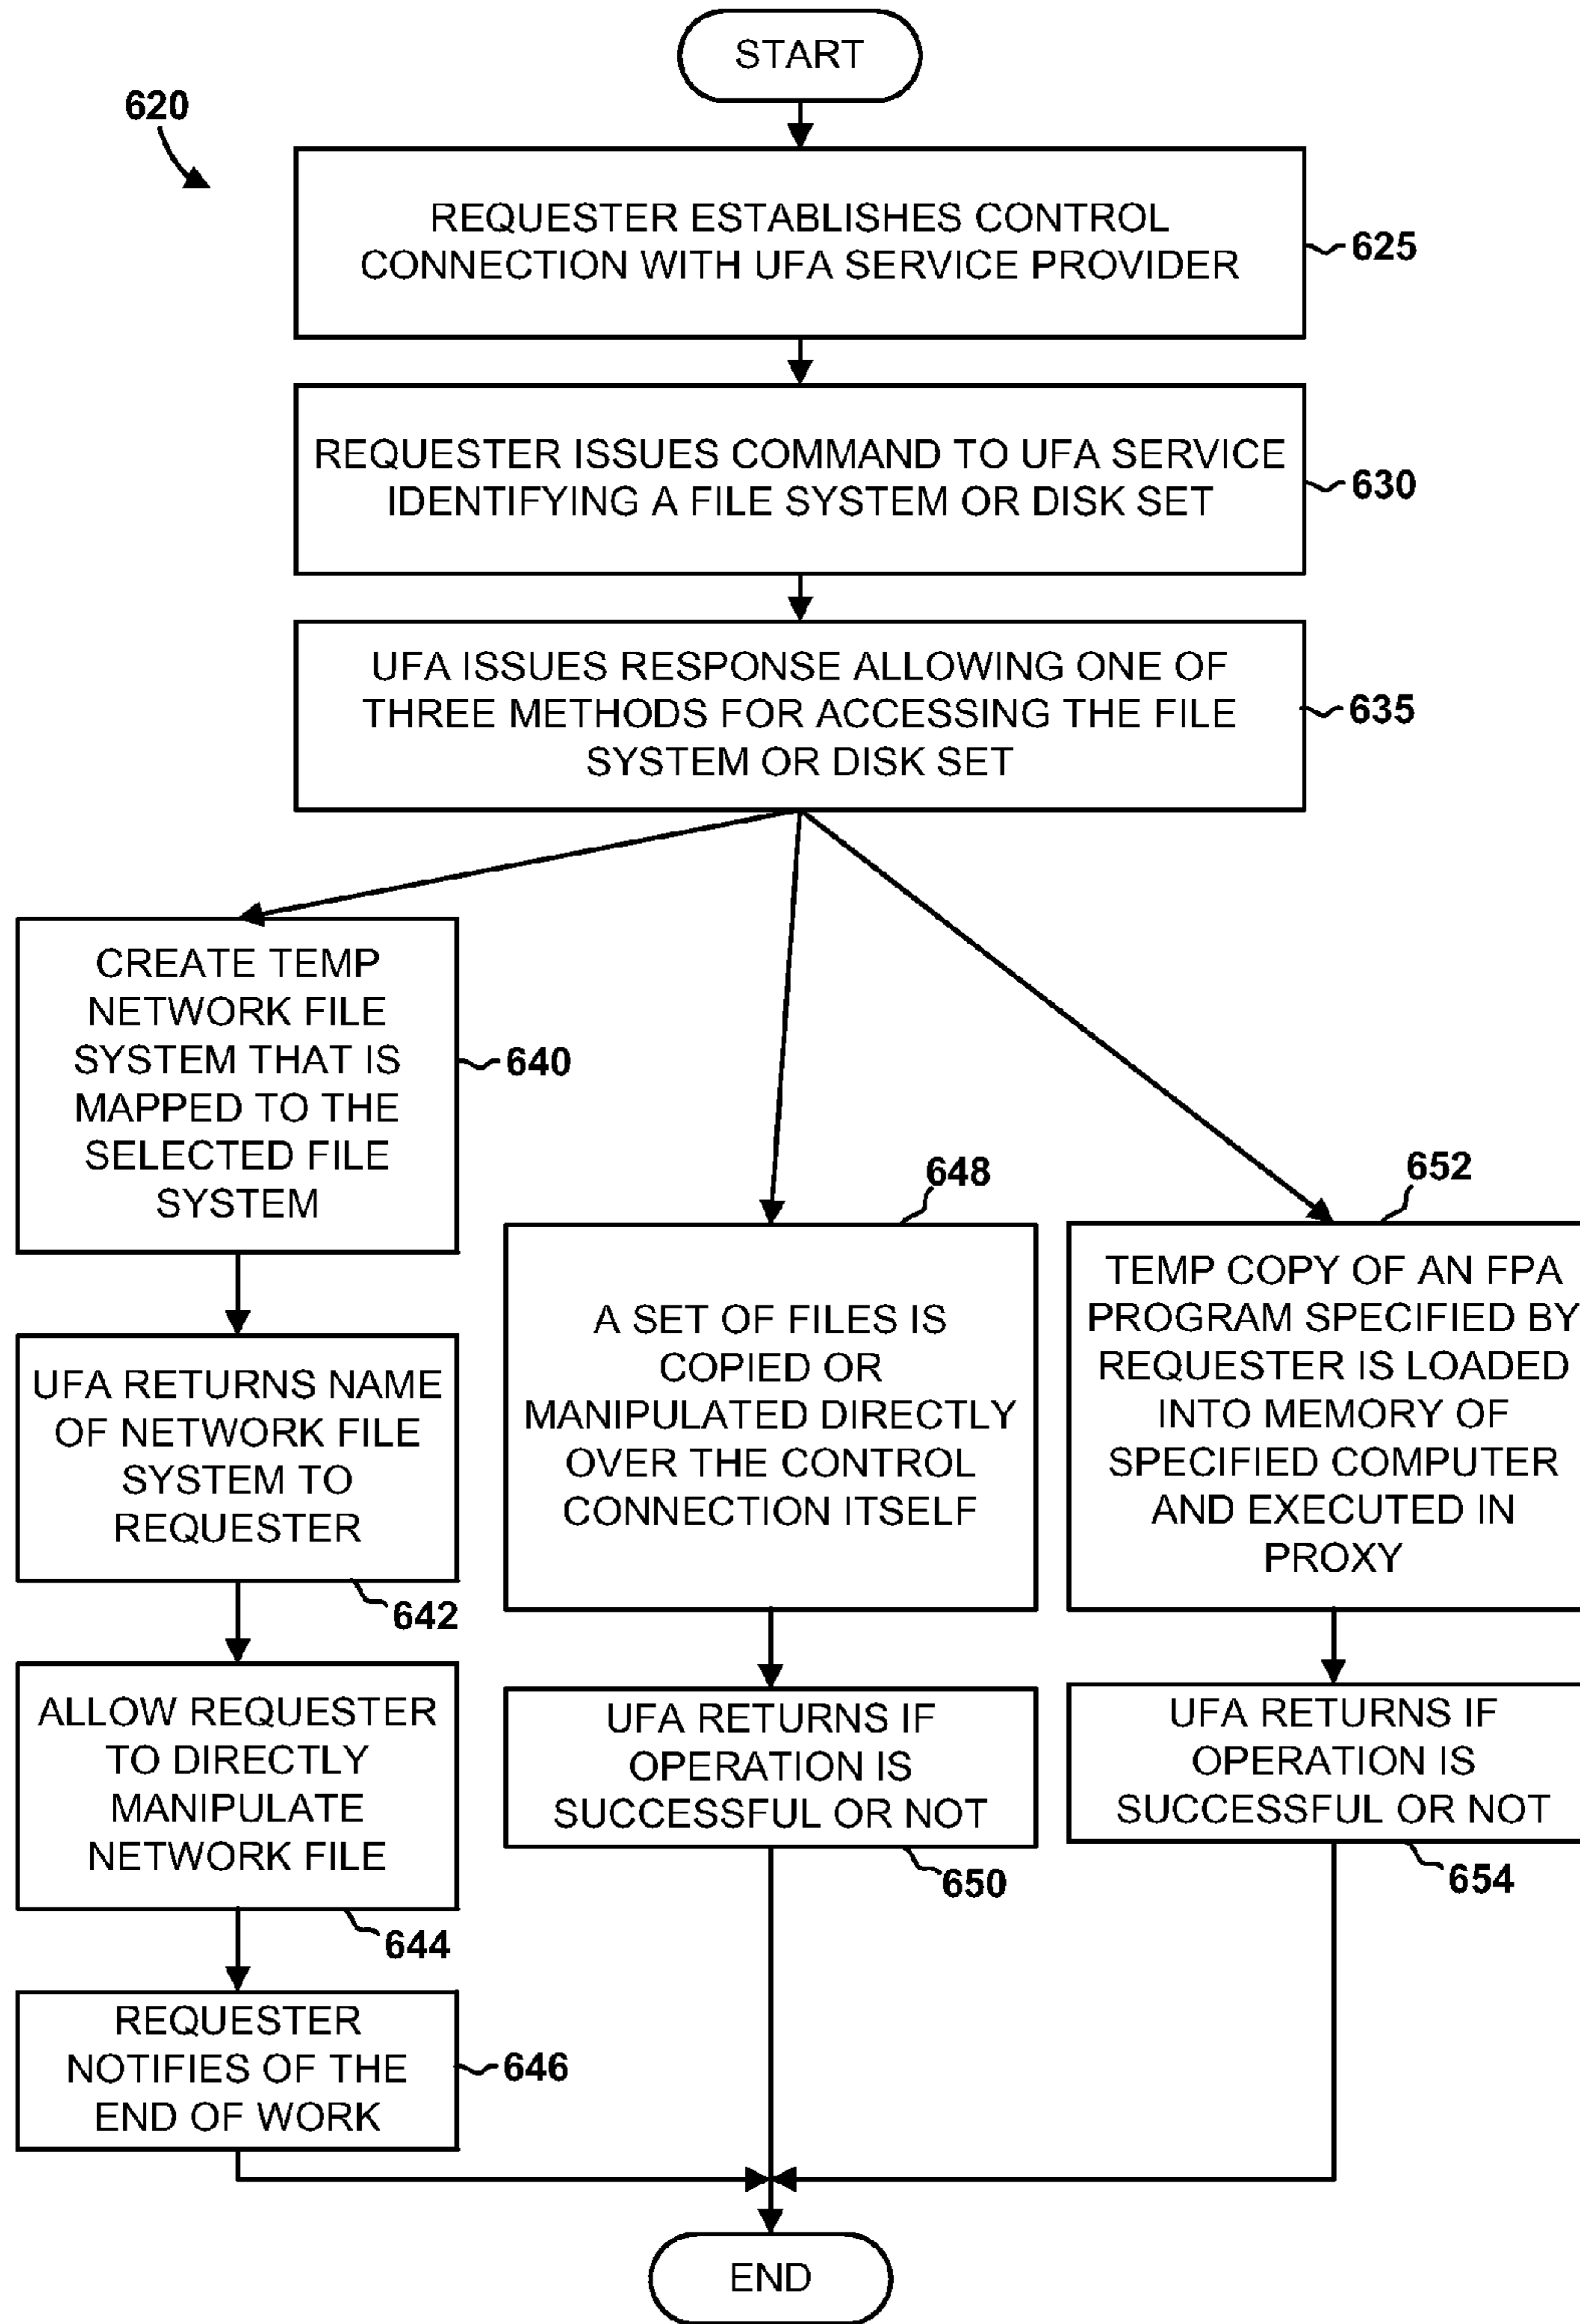 START
620
REQUESTER ESTABLISHES CONTROL
CONNECTION WITH UFA SERVICE PROVIDER
625
REQUESTER ISSUES COMMAND TO UFA SERVICE
IDENTIFYING A FILE SYSTEM OR DISK SET
630
UFA ISSUES RESPONSE ALLOWING ONE OF
THREE METHODS FOR ACCESSING THE FILE
SYSTEM OR DISK SET
635
CREATE TEMP
NETWORK FILE
SYSTEM THAT IS
MAPPED TO THE
SELECTED FILE
SYSTEM
640
UFA RETURNS NAME
OF NETWORK FILE
SYSTEM TO
REQUESTER
642
ALLOW REQUESTER
TO DIRECTLY
MANIPULATE
NETWORK FILE
644
REQUESTER
NOTIFIES OF THE
END OF WORK
646
648
A SET OF FILES IS
COPIED OR
MANIPULATED DIRECTLY
OVER THE CONTROL
CONNECTION ITSELF
UFA RETURNS IF
OPERATION IS
SUCCESSFUL OR NOT
650
652
TEMP COPY OF AN FPA
PROGRAM SPECIFIED BY
REQUESTER IS LOADED
INTO MEMORY OF
SPECIFIED COMPUTER
AND EXECUTED IN
PROXY
UFA RETURNS IF
OPERATION IS
SUCCESSFUL OR NOT
654
END